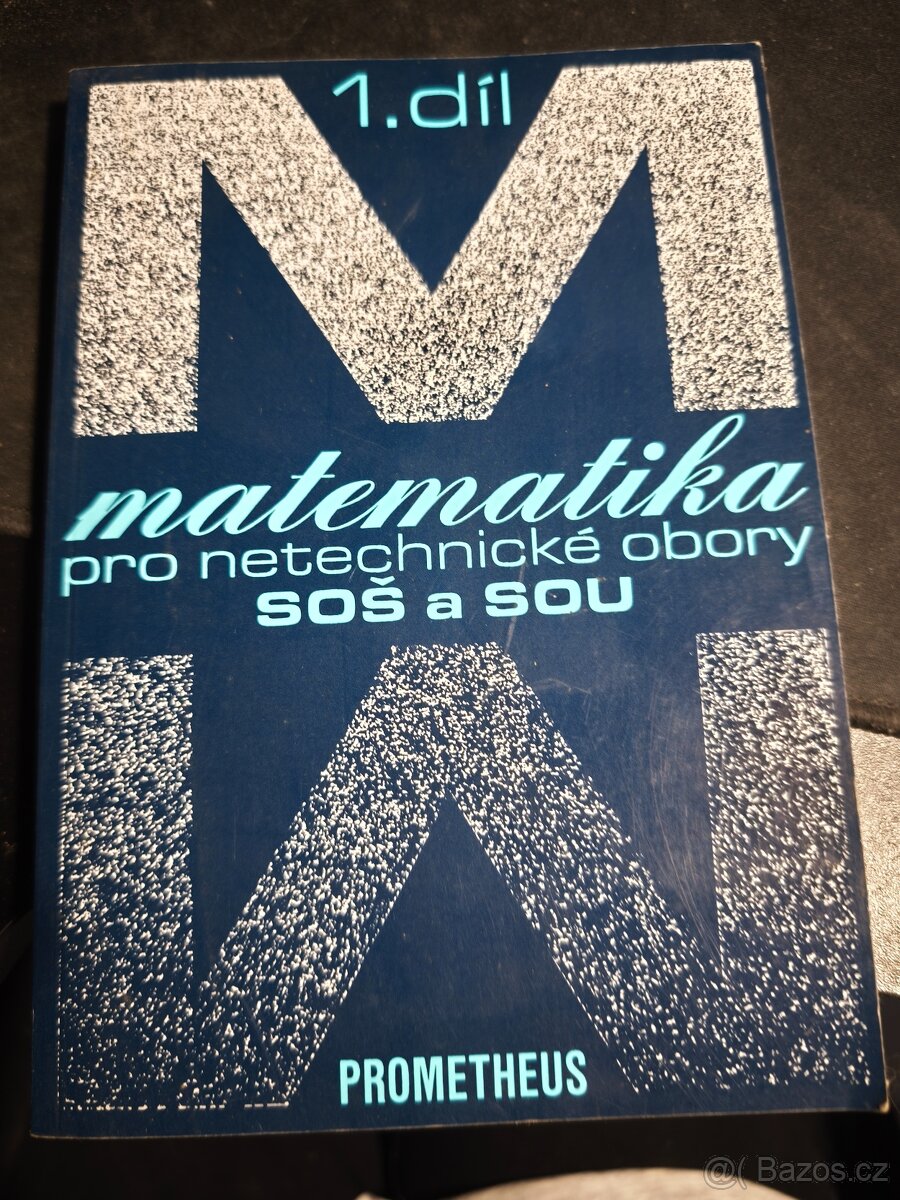 1.díl
matematika
pro netechnické obory
SOŠ a SOU
PROMETHEUS
@( Bazos.cz